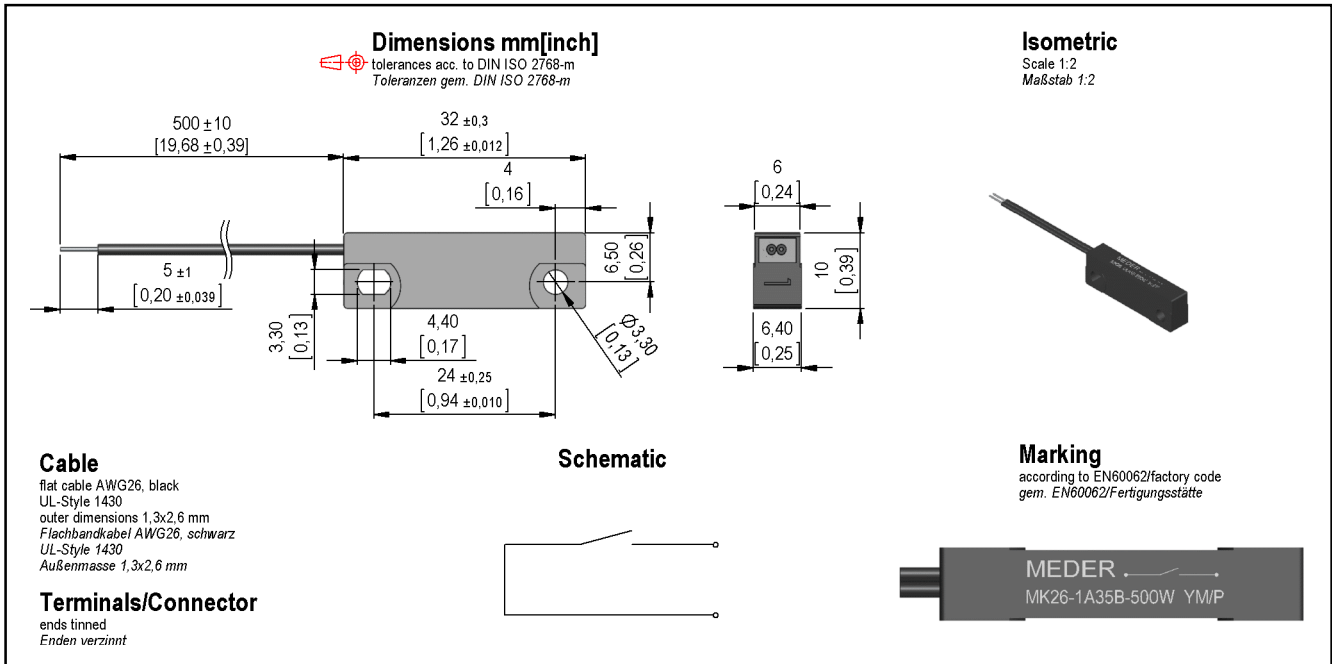 Dimensions mm[inch]
tolerances acc. to DIN ISO 2768-m
Toleranzen gem. DIN ISO 2768-m
Isometric
Scale 1:2
Maßstab 1:2
500 ±10
[19,68 ±0,39]
32 ±0,3
[1,26 ±0,012]
4
[0,16]
6
[0,24]
6,50
[0,26]
10
[0,39]
5 ±1
[0,20 ±0,039]
3,30
[0,13]
4,40
[0,17]
Ø3,30
[0,13]
6,40
[0,25]
24 ±0,25
[0,94 ±0,010]
MEDER
Cable
flat cable AWG26, black
UL-Style 1430
outer dimensions 1,3x2,6 mm
Flachbandkabel AWG26, schwarz
UL-Style 1430
Außenmasse 1,3x2,6 mm
Terminals/Connector
ends tinned
Enden verzinnt
Schematic
Marking
according to EN60062/factory code
gem. EN60062/Fertigungsstätte
MEDER
MK26-1A35B-500W YM/P